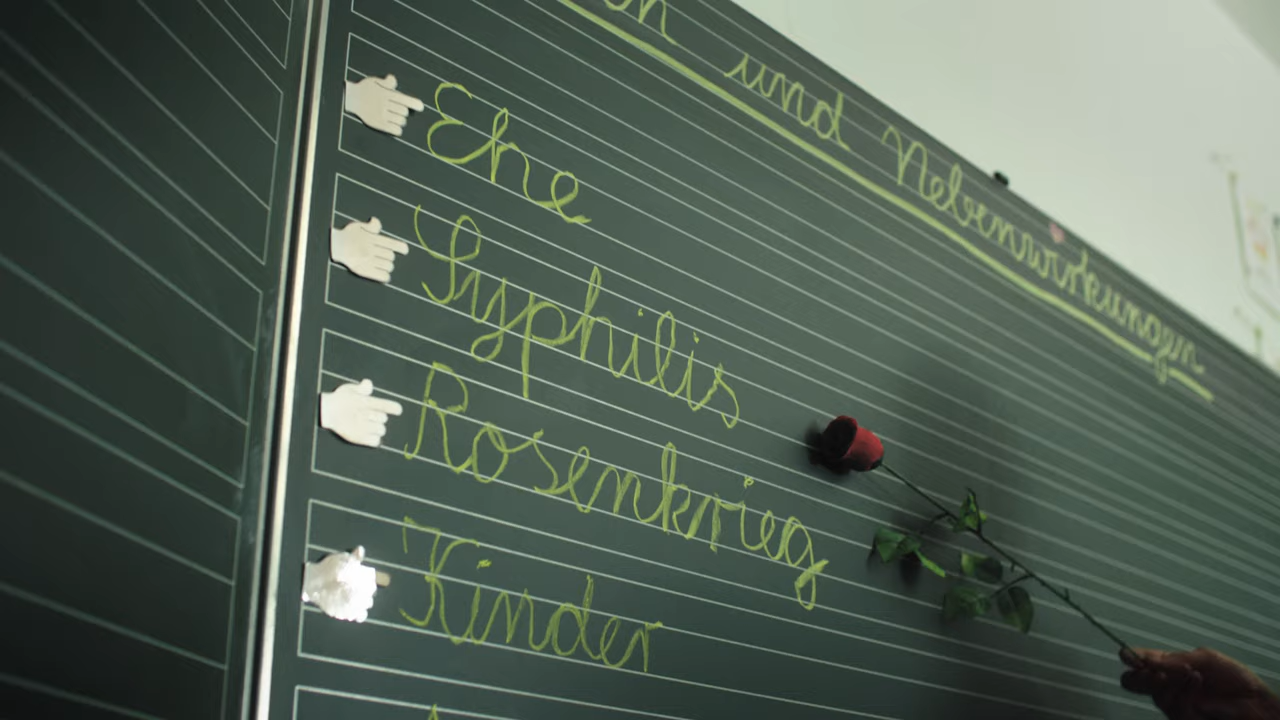 und Nebenwirkungen
Ehe
Syphilis
Rosenkrieg
Kinder